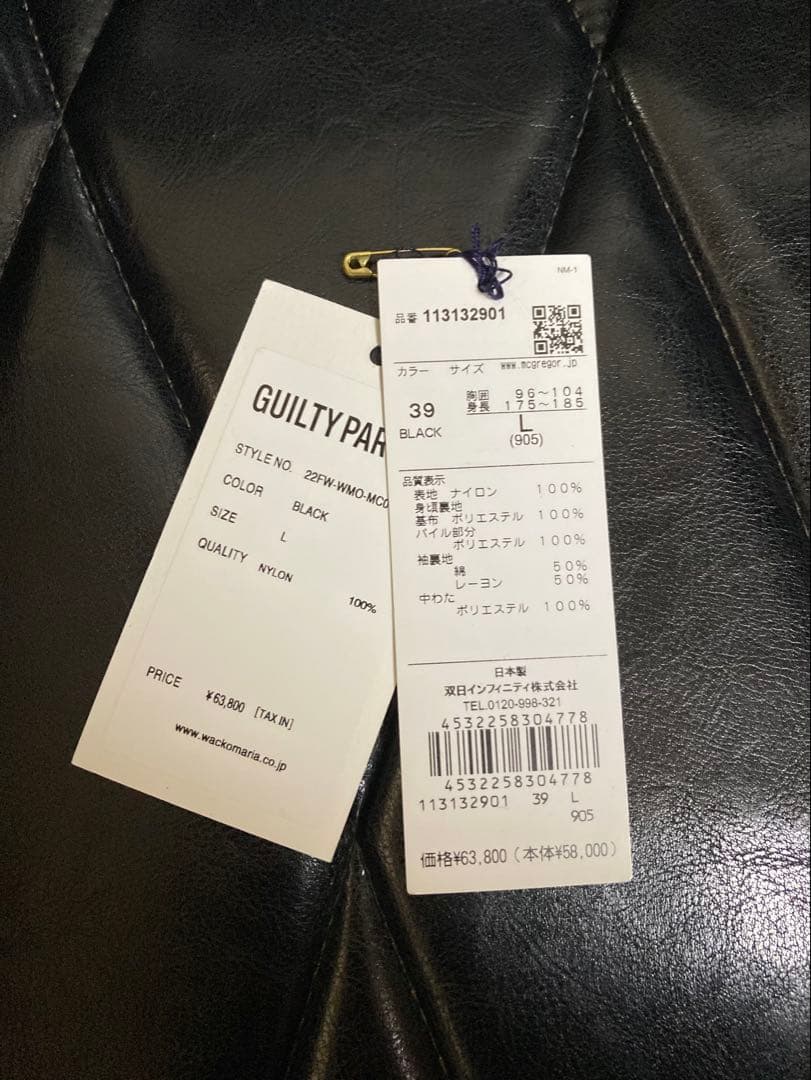 GUILTY PAR
STYLE NO. 22FW-WMO-MC0
COLOR BLACK
SIZE L
QUALITY NYLON
100%
PRICE ¥63,800 [TAX IN]
www.wackomaria.co.jp
NM-1
品番 113132901
カラー サイズ www.mcgregor.jp
39
BLACK
胸囲 96~104
身長 175~185
L
(905)
品質表示
表地 ナイロン 100%
身頃裏地
基布 ポリエステル 100%
パイル部分
ポリエステル 100%
袖裏地
綿 50%
レーヨン 50%
中わた
ポリエステル 100%
日本製
双日インフィニティ株式会社
TEL.0120-998-321
4532258304778
4532258304778
113132901 39 L
905
価格¥63,800(本体¥58,000)